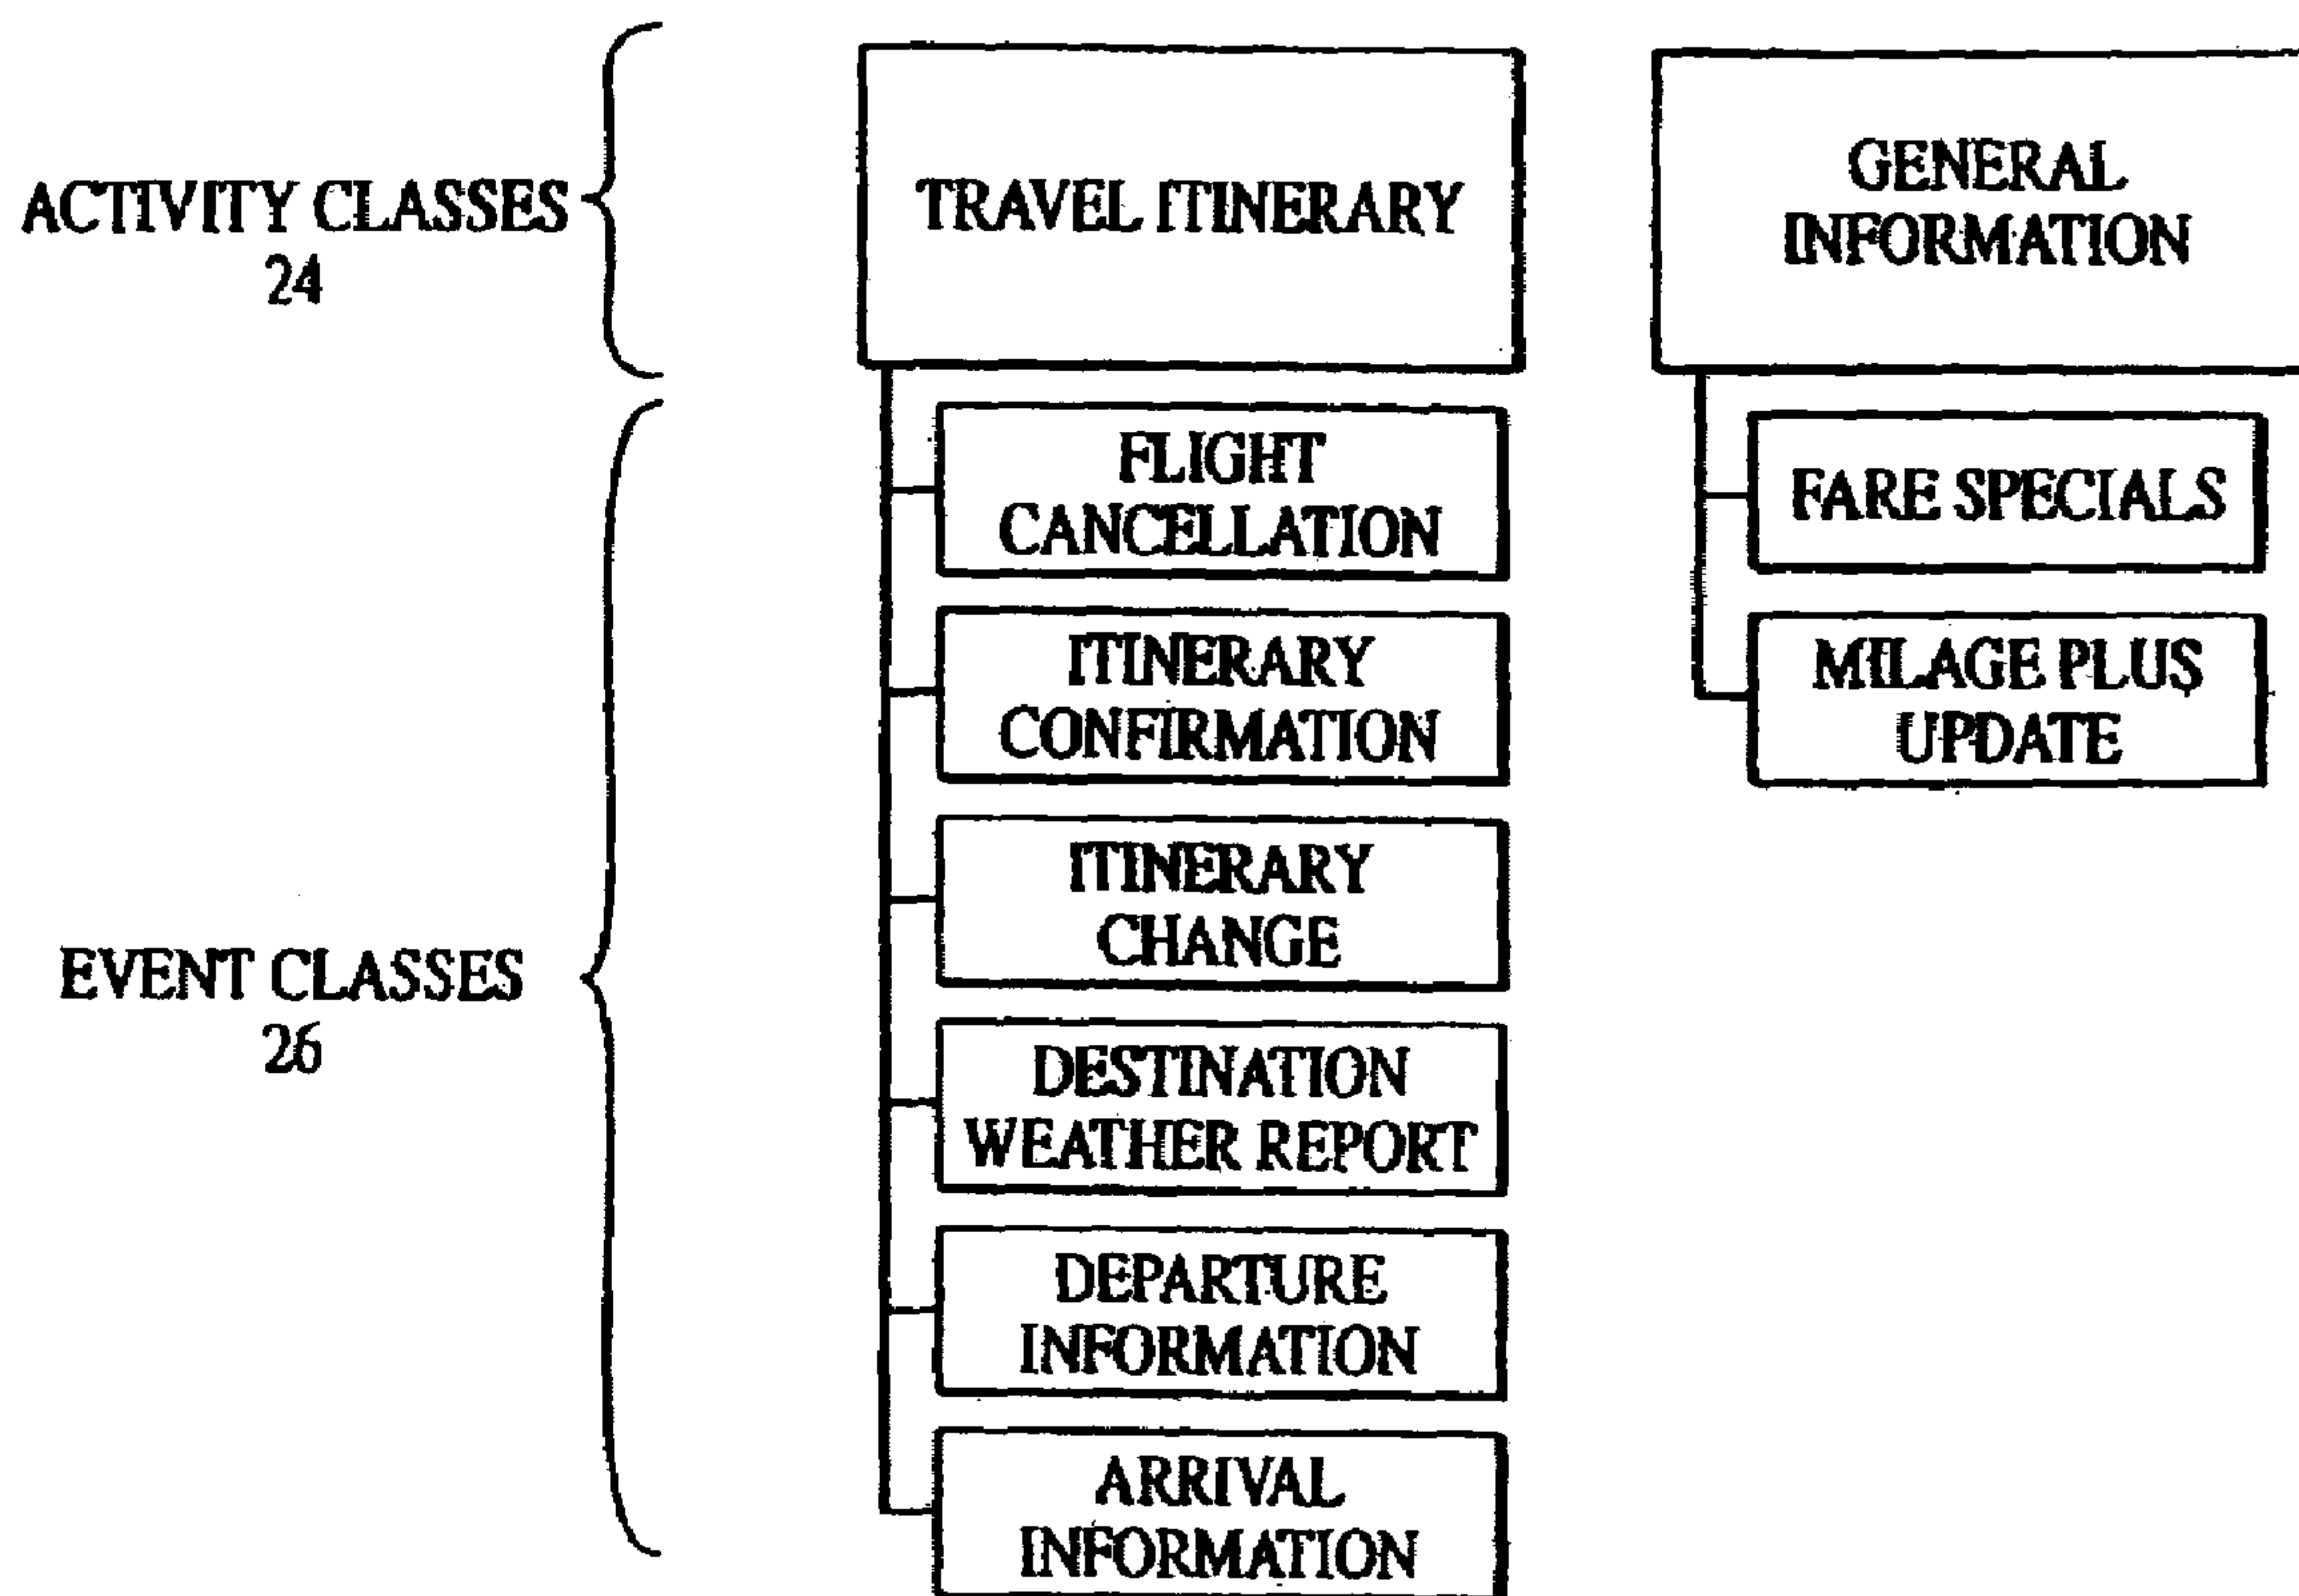 ACTIVITY CLASSES
24
TRAVEL ITINERARY
GENERAL
INFORMATION
FLIGHT
CANCELLATION
ITINERARY
CONFIRMATION
ITINERARY
CHANGE
DESTINATION
WEATHER REPORT
DEPARTURE
INFORMATION
ARRIVAL
INFORMATION
FARE SPECIALS
MILAGE PLUS
UPDATE
EVENT CLASSES
26